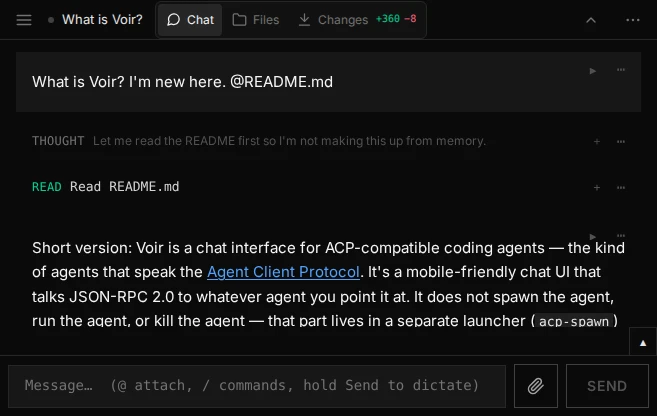 What is Voir? Chat Files Changes +360 −8
What is Voir? I'm new here. @README.md
THOUGHT Let me read the README first so I'm not making this up from memory.
READ Read README.md
Short version: Voir is a chat interface for ACP-compatible coding agents — the kind
of agents that speak the Agent Client Protocol. It's a mobile-friendly chat UI that
talks JSON-RPC 2.0 to whatever agent you point it at. It does not spawn the agent,
run the agent, or kill the agent — that part lives in a separate launcher (acp-spawn)
Message… (@ attach, / commands, hold Send to dictate)
SEND